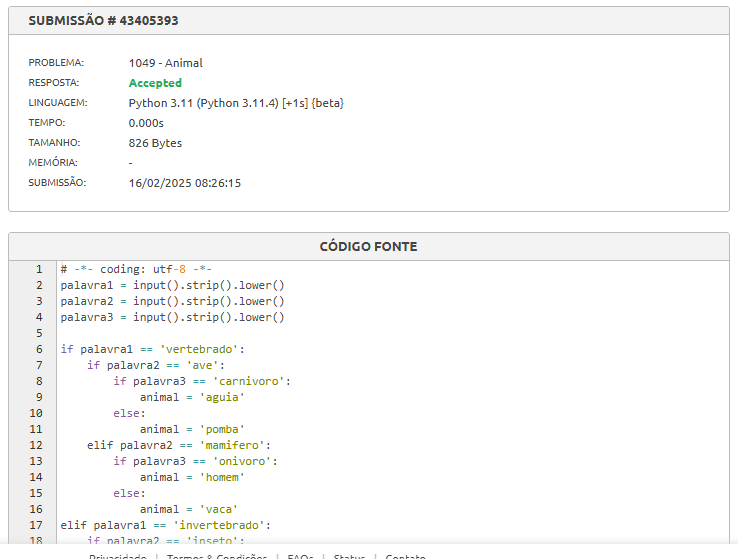 SUBMISSÃO # 43405393
PROBLEMA: 1049 - Animal
RESPOSTA: Accepted
LINGUAGEM: Python 3.11 (Python 3.11.4) [+1s] {beta}
TEMPO: 0.000s
TAMANHO: 826 Bytes
MEMÓRIA: -
SUBMISSÃO: 16/02/2025 08:26:15
CÓDIGO FONTE
1 # -*- coding: utf-8 -*-
2 palavra1 = input().strip().lower()
3 palavra2 = input().strip().lower()
4 palavra3 = input().strip().lower()
5
6 if palavra1 == 'vertebrado':
7     if palavra2 == 'ave':
8         if palavra3 == 'carnivoro':
9             animal = 'aguia'
10         else:
11             animal = 'pomba'
12     elif palavra2 == 'mamifero':
13         if palavra3 == 'onivoro':
14             animal = 'homem'
15         else:
16             animal = 'vaca'
17 elif palavra1 == 'invertebrado':
18     if palavra2 == 'inseto':
Privacidade | Termos & Condições | FAQs | Status | Contato